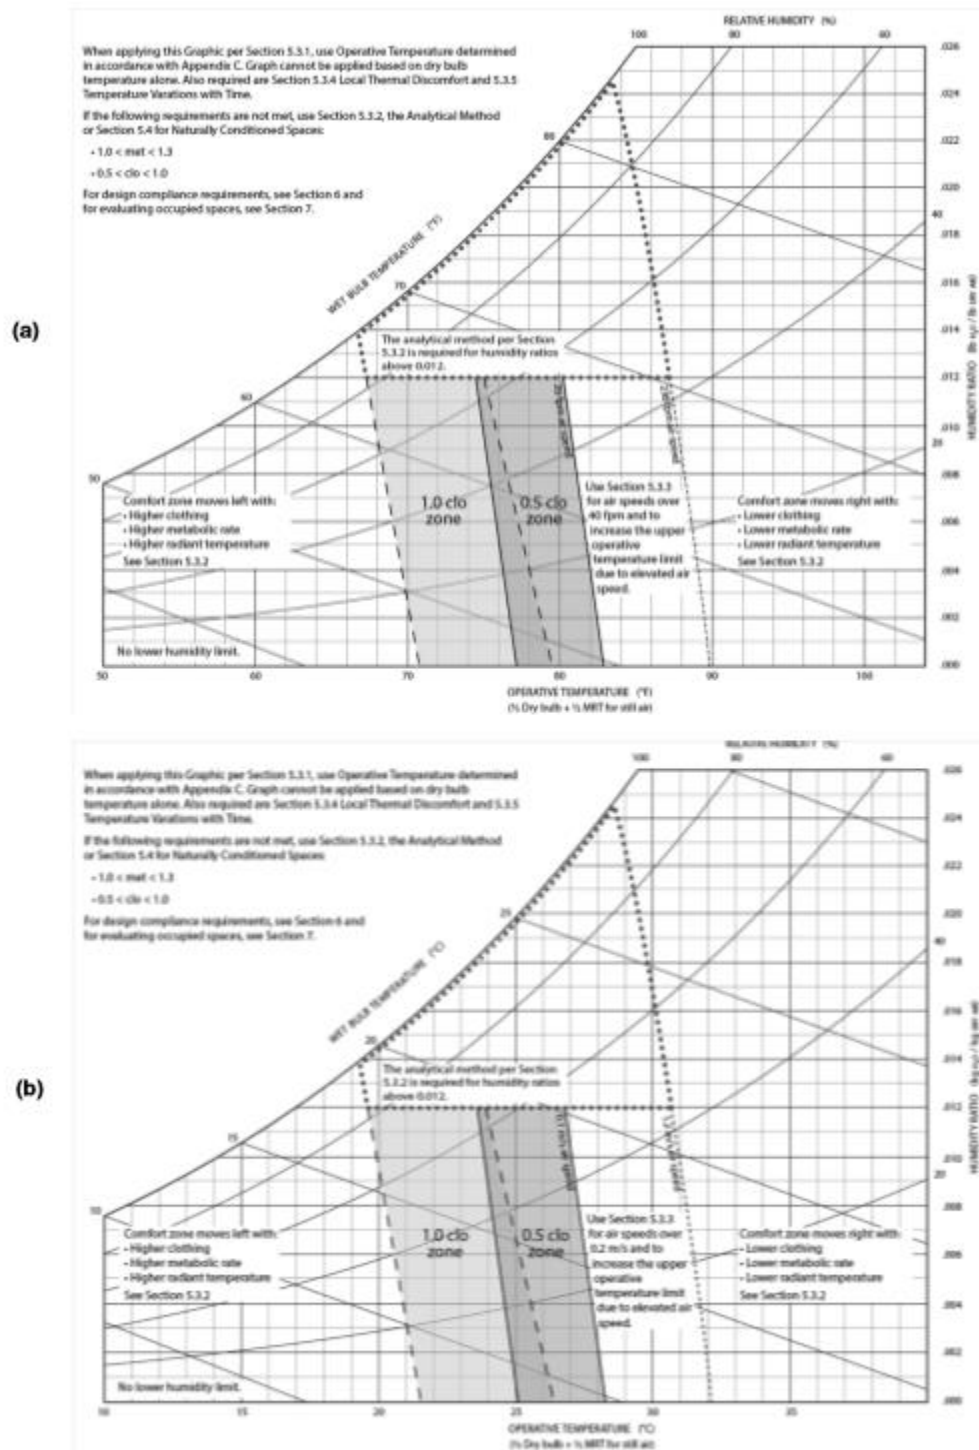 RELATIVE HUMIDITY (%)
100 80 60
When applying this Graphic per Section 5.3.1, use Operative Temperature determined
in accordance with Appendix C. Graph cannot be applied based on dry bulb
temperature alone. Also required are Section 5.3.4 Local Thermal Discomfort and 5.3.5
Temperature Varations with Time.
If the following requirements are not met, use Section 5.3.2, the Analytical Method
or Section 5.4 for Naturally Conditioned Spaces:
• 1.0 < met < 1.3
• 0.5 < clo < 1.0
For design compliance requirements, see Section 6 and
for evaluating occupied spaces, see Section 7.
WET BULB TEMPERATURE (°F)
50
60
70
80
40
20
.026
.024
.022
.020
.018
.016
.014
.012
.010
.008
.006
.004
.002
.000
HUMIDITY RATIO
(a)
The analytical method per Section
5.3.2 is required for humidity ratios
above 0.012.
Comfort zone moves left with:
• Higher clothing
• Higher metabolic rate
• Higher radiant temperature
See Section 5.3.2
1.0 clo
zone
0.5 clo
zone
Use Section 5.3.3
for air speeds over
40 fpm and to
increase the upper
operative
temperature limit
due to elevated air
speed.
Comfort zone moves right with:
• Lower clothing
• Lower metabolic rate
• Lower radiant temperature
See Section 5.3.2
No lower humidity limit.
50 60 70 80 90 100
OPERATIVE TEMPERATURE (°F)
(½ Dry bulb + ½ MRT for still air)
RELATIVE HUMIDITY (%)
100 80 60
When applying this Graphic per Section 5.3.1, use Operative Temperature determined
in accordance with Appendix C. Graph cannot be applied based on dry bulb
temperature alone. Also required are Section 5.3.4 Local Thermal Discomfort and 5.3.5
Temperature Varations with Time.
If the following requirements are not met, use Section 5.3.2, the Analytical Method
or Section 5.4 for Naturally Conditioned Spaces:
• 1.0 < met < 1.3
• 0.5 < clo < 1.0
For design compliance requirements, see Section 6 and
for evaluating occupied spaces, see Section 7.
WET BULB TEMPERATURE (°C)
10
15
20
25
40
20
.026
.024
.022
.020
.018
.016
.014
.012
.010
.008
.006
.004
.002
.000
HUMIDITY RATIO
(b)
The analytical method per Section
5.3.2 is required for humidity ratios
above 0.012.
Comfort zone moves left with:
• Higher clothing
• Higher metabolic rate
• Higher radiant temperature
See Section 5.3.2
1.0 clo
zone
0.5 clo
zone
Use Section 5.3.3
for air speeds over
0.2 m/s and to
increase the upper
operative
temperature limit
due to elevated air
speed.
Comfort zone moves right with:
• Lower clothing
• Lower metabolic rate
• Lower radiant temperature
See Section 5.3.2
No lower humidity limit.
10 15 20 25 30 35
OPERATIVE TEMPERATURE (°C)
(½ Dry bulb + ½ MRT for still air)